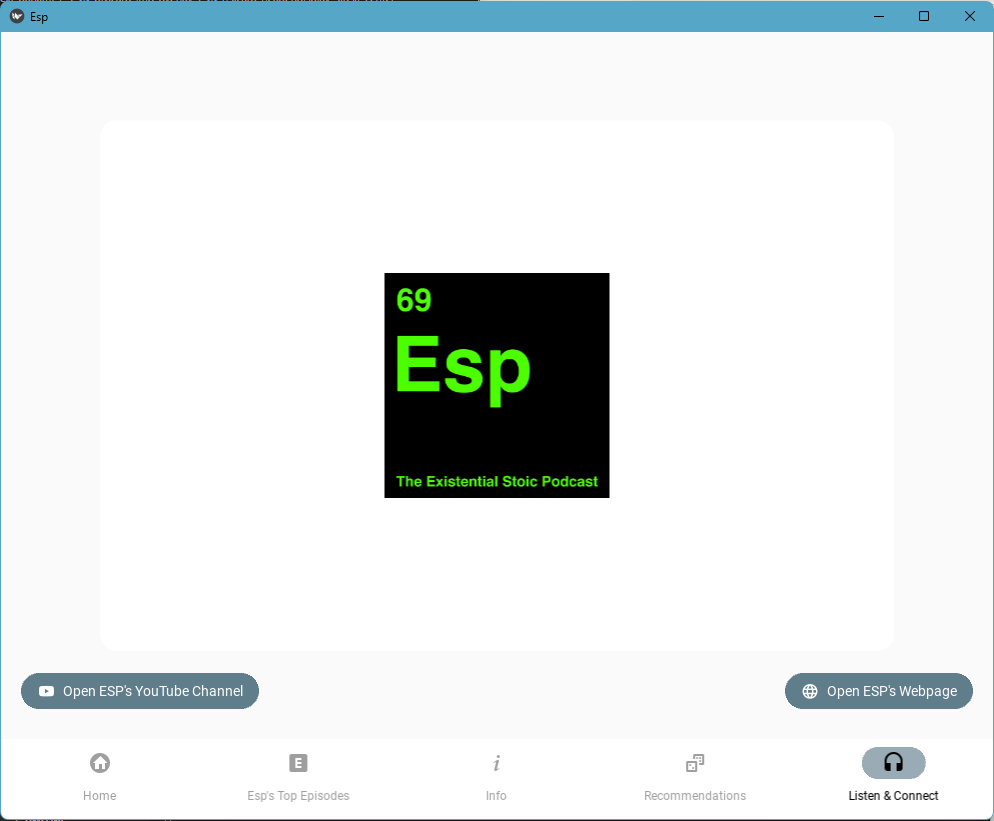 Esp
69
Esp
The Existential Stoic Podcast
Open ESP's YouTube Channel
Open ESP's Webpage
E
i
Home
Esp's Top Episodes
Info
Recommendations
Listen & Connect